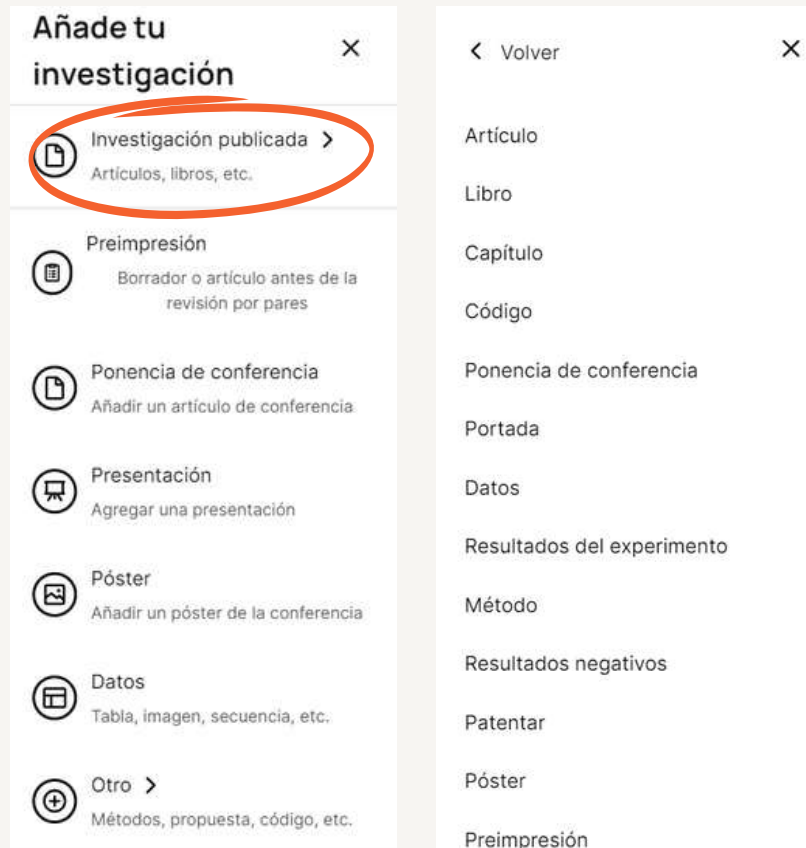 Añade tu
investigación
Investigación publicada
Artículos, libros, etc.
Preimpresión
Borrador o artículo antes de la
revisión por pares
Ponencia de conferencia
Añadir un artículo de conferencia
Presentación
Agregar una presentación
Póster
Añadir un póster de la conferencia
Datos
Tabla, imagen, secuencia, etc.
Otro
Métodos, propuesta, código, etc.
Volver
Artículo
Libro
Capítulo
Código
Ponencia de conferencia
Portada
Datos
Resultados del experimento
Método
Resultados negativos
Patentar
Póster
Preimpresión